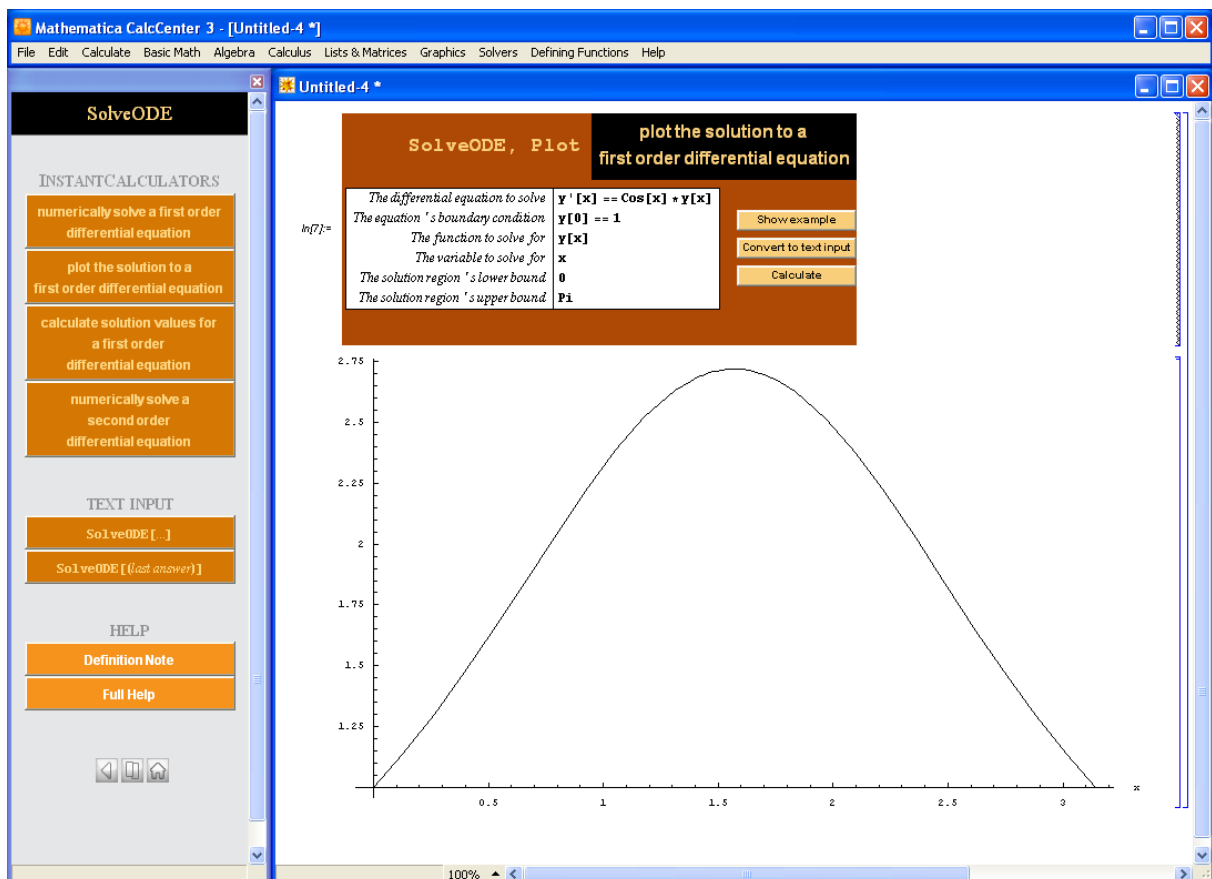 Mathematica CalcCenter 3 - [Untitled-4 *]
File Edit Calculate Basic Math Algebra Calculus Lists & Matrices Graphics Solvers Defining Functions Help
SolveODE
INSTANTCALCULATORS
numerically solve a first order
differential equation
plot the solution to a
first order differential equation
calculate solution values for
a first order
differential equation
numerically solve a
second order
differential equation
TEXT INPUT
SolveODE[...]
SolveODE[(last answer)]
HELP
Definition Note
Full Help
Untitled-4 *
SolveODE, Plot
plot the solution to a
first order differential equation
In[7]:=
The differential equation to solve y'[x] == Cos[x] * y[x]
The equation's boundary condition y[0] == 1
The function to solve for y[x]
The variable to solve for x
The solution region's lower bound 0
The solution region's upper bound Pi
Show example
Convert to text input
Calculate
2.75
2.5
2.25
2
1.75
1.5
1.25
0.5 1 1.5 2 2.5 3 x
100%